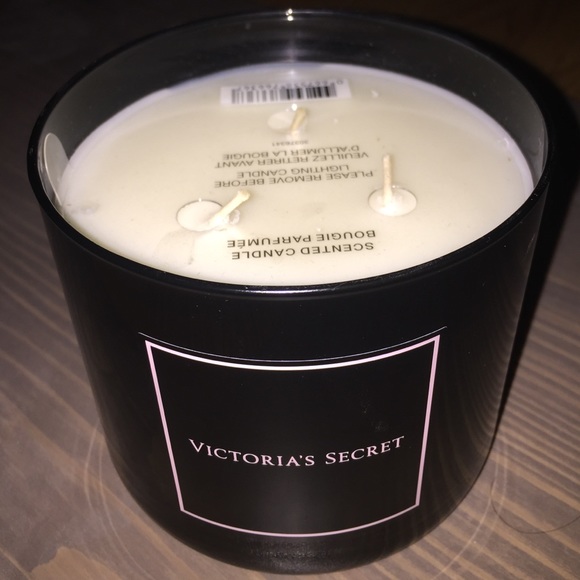 SCENTED CANDLE
BOUGIE PARFUMÉE
PLEASE REMOVE BEFORE
LIGHTING CANDLE
VEUILLEZ RETIRER AVANT
D'ALLUMER LA BOUGIE
VICTORIA'S SECRET